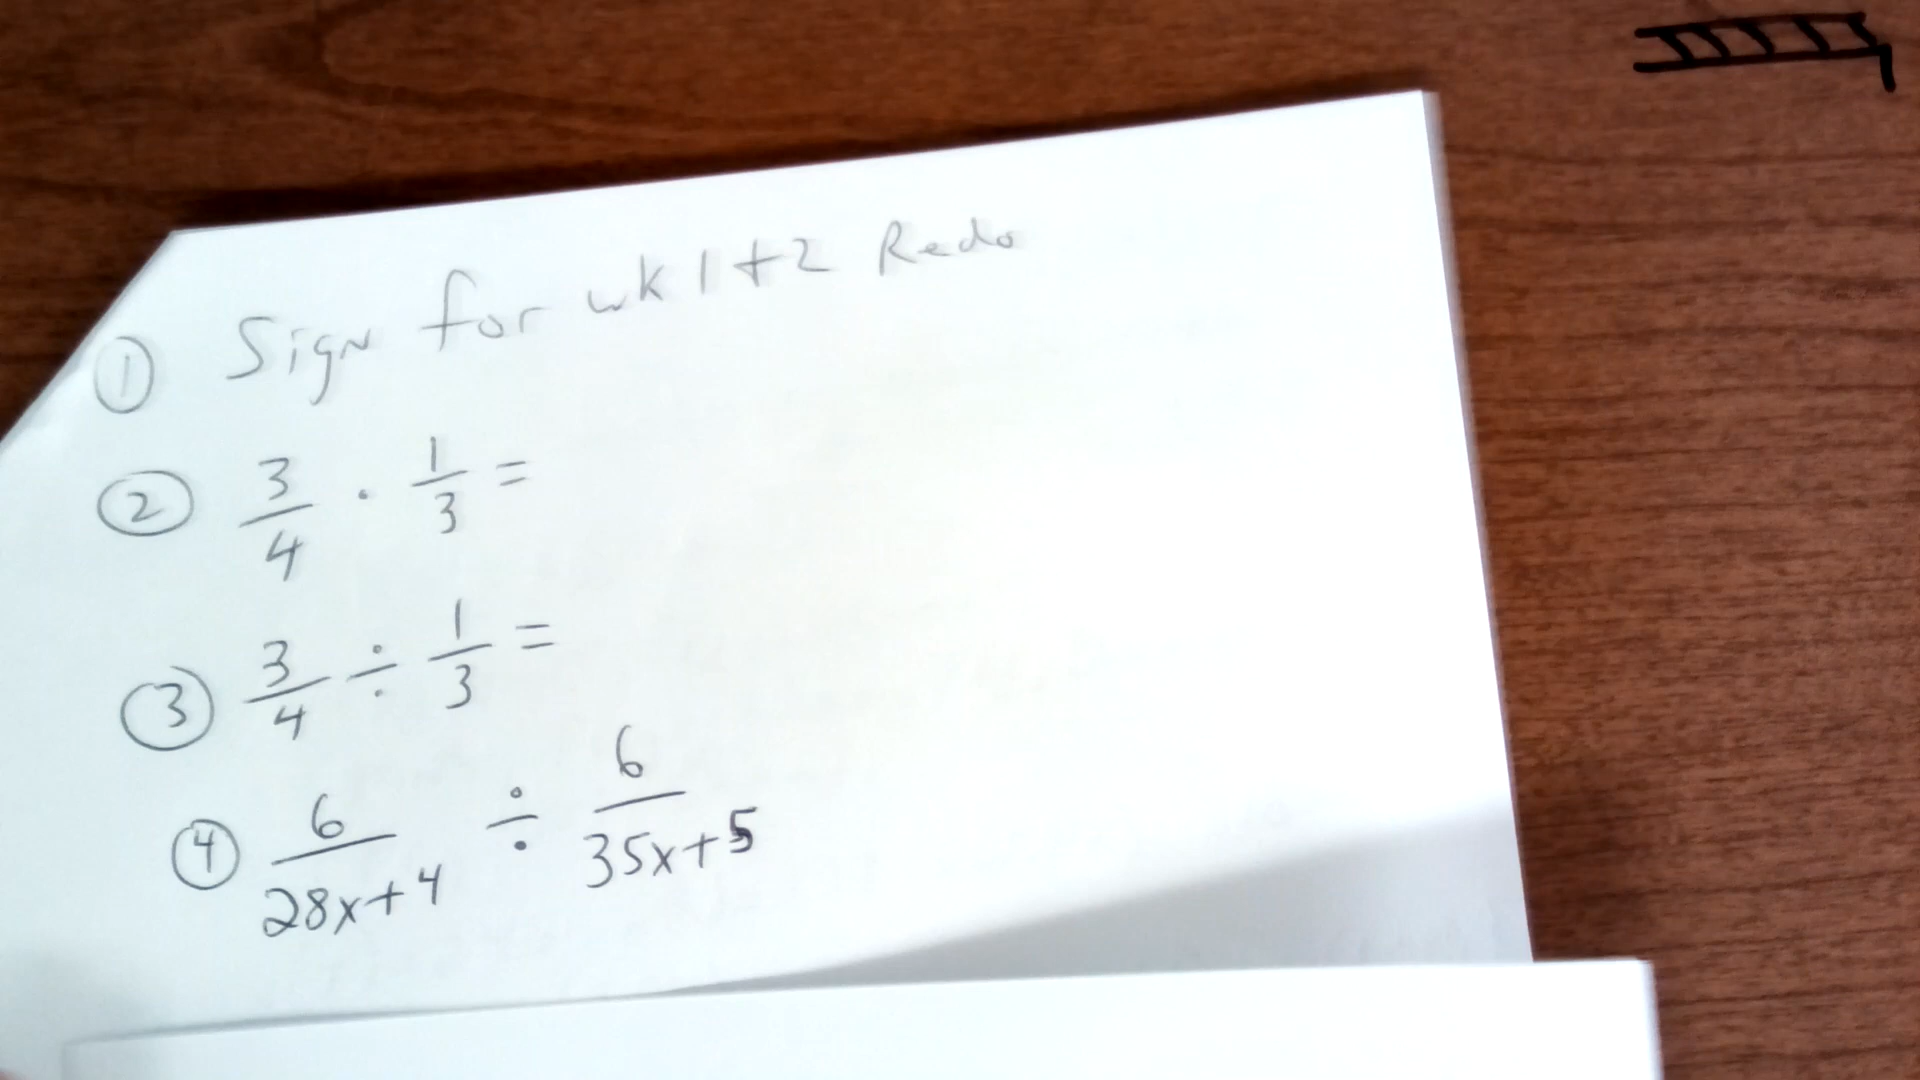 ① Sign for wk 1+2 Redo
② 3/4 · 1/3 =
③ 3/4 ÷ 1/3 =
④ 6/(28x+4) ÷ 6/(35x+5)